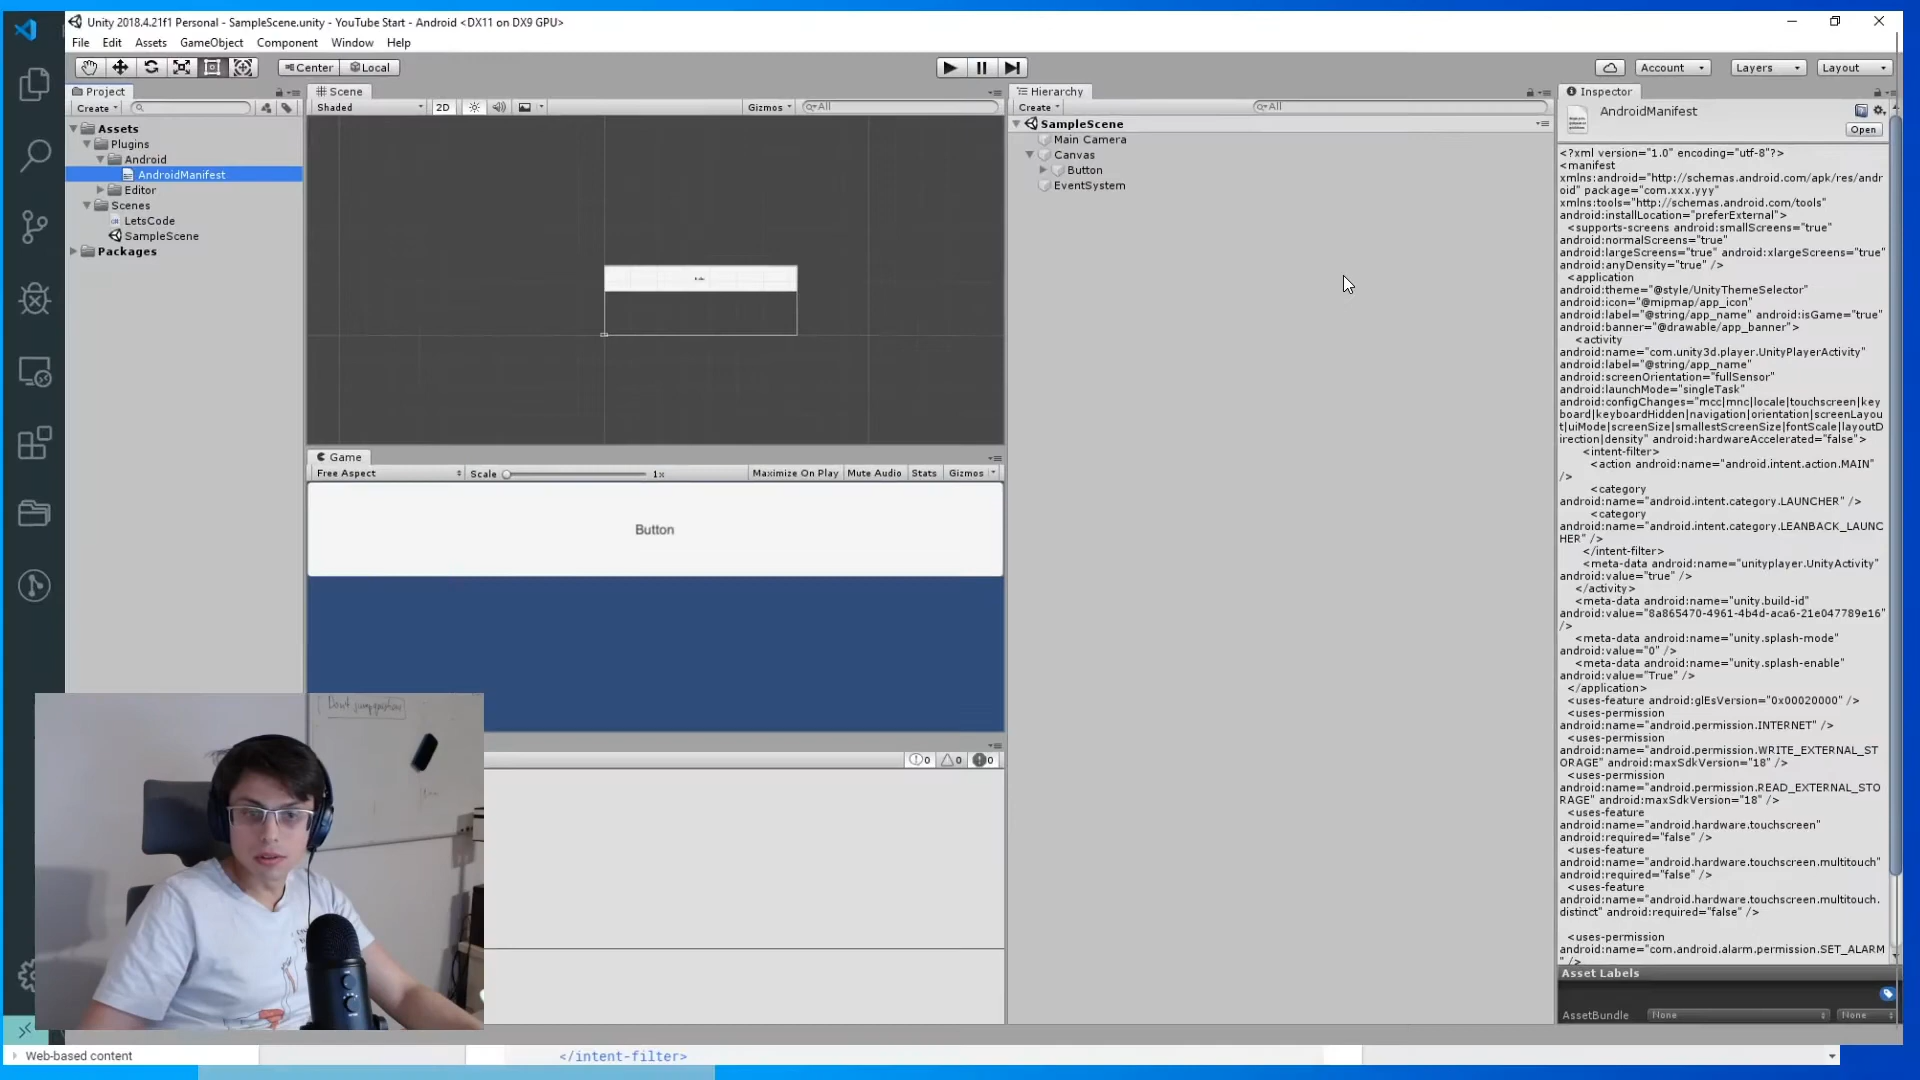 Unity 2018.4.21f1 Personal - SampleScene.unity - YouTube Start - Android <DX11 on DX9 GPU>
File Edit Assets GameObject Component Window Help
Center Local
Account Layers Layout
Project
Create
Assets
Plugins
Android
AndroidManifest
Editor
Scenes
LetsCode
SampleScene
Packages
Scene
Shaded 2D Gizmos All
Game
Free Aspect Scale 1x Maximize On Play Mute Audio Stats Gizmos
Button
0 0 0
Hierarchy
Create All
SampleScene
Main Camera
Canvas
Button
EventSystem
Inspector
AndroidManifest
Open
<?xml version="1.0" encoding="utf-8"?>
<manifest
xmlns:android="http://schemas.android.com/apk/res/andr
oid" package="com.xxx.yyy"
xmlns:tools="http://schemas.android.com/tools"
android:installLocation="preferExternal">
<supports-screens android:smallScreens="true"
android:normalScreens="true"
android:largeScreens="true" android:xlargeScreens="true"
android:anyDensity="true" />
<application
android:theme="@style/UnityThemeSelector"
android:icon="@mipmap/app_icon"
android:label="@string/app_name" android:isGame="true"
android:banner="@drawable/app_banner">
<activity
android:name="com.unity3d.player.UnityPlayerActivity"
android:label="@string/app_name"
android:screenOrientation="fullSensor"
android:launchMode="singleTask"
android:configChanges="mcc|mnc|locale|touchscreen|key
board|keyboardHidden|navigation|orientation|screenLayou
t|uiMode|screenSize|smallestScreenSize|fontScale|layoutD
irection|density" android:hardwareAccelerated="false">
<intent-filter>
<action android:name="android.intent.action.MAIN"
/>
<category
android:name="android.intent.category.LAUNCHER" />
<category
android:name="android.intent.category.LEANBACK_LAUNC
HER" />
</intent-filter>
<meta-data android:name="unityplayer.UnityActivity"
android:value="true" />
</activity>
<meta-data android:name="unity.build-id"
android:value="8a865470-4961-4b4d-aca6-21e047789e16"
/>
<meta-data android:name="unity.splash-mode"
android:value="0" />
<meta-data android:name="unity.splash-enable"
android:value="True" />
</application>
<uses-feature android:glEsVersion="0x00020000" />
<uses-permission
android:name="android.permission.INTERNET" />
<uses-permission
android:name="android.permission.WRITE_EXTERNAL_ST
ORAGE" android:maxSdkVersion="18" />
<uses-permission
android:name="android.permission.READ_EXTERNAL_STO
RAGE" android:maxSdkVersion="18" />
<uses-feature
android:name="android.hardware.touchscreen"
android:required="false" />
<uses-feature
android:name="android.hardware.touchscreen.multitouch"
android:required="false" />
<uses-feature
android:name="android.hardware.touchscreen.multitouch.
distinct" android:required="false" />
<uses-permission
android:name="com.android.alarm.permission.SET_ALARM
" />
Asset Labels
AssetBundle None None
Web-based content
</intent-filter>